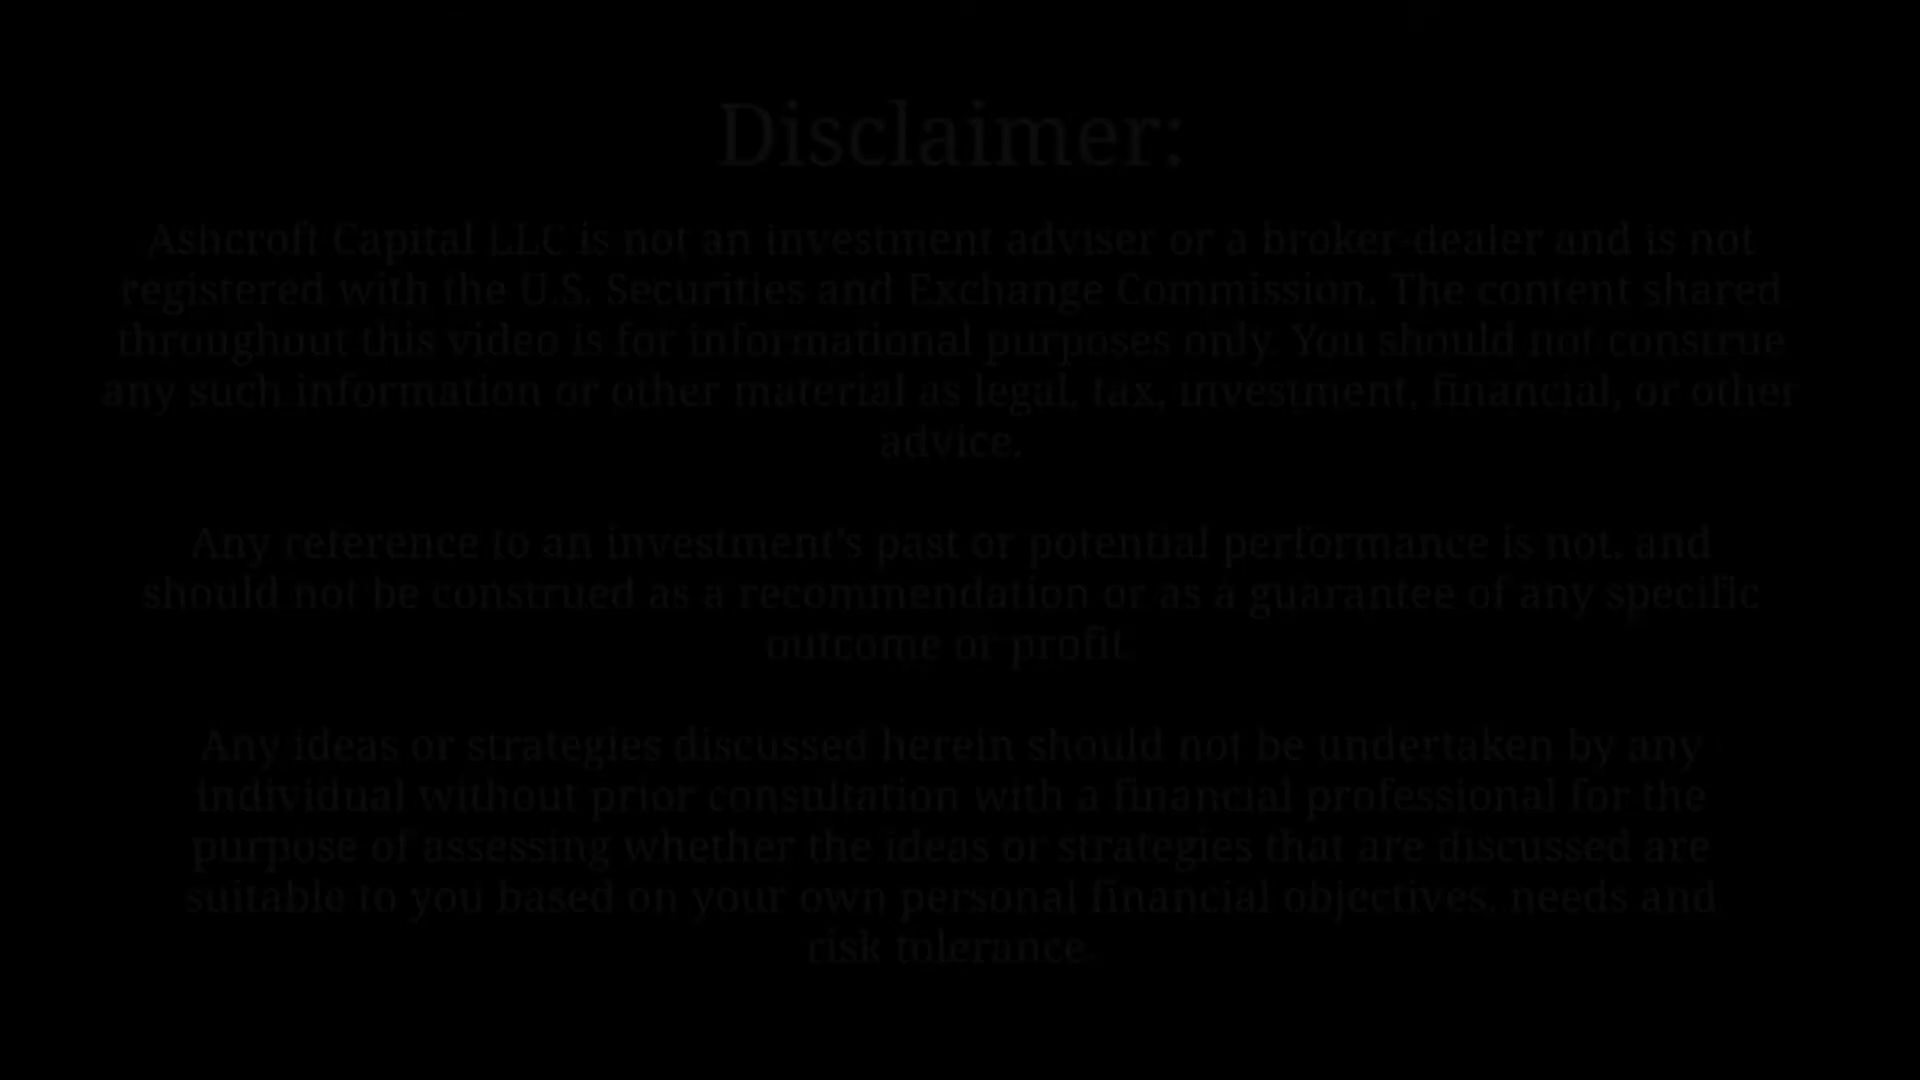 Disclaimer:
Ashcroft Capital LLC is not an investment adviser or a broker-dealer and is not
registered with the U.S. Securities and Exchange Commission. The content shared
throughout this video is for informational purposes only. You should not construe
any such information or other material as legal, tax, investment, financial, or other
advice.
Any reference to an investment's past or potential performance is not, and
should not be construed as a recommendation or as a guarantee of any specific
outcome or profit.
Any ideas or strategies discussed herein should not be undertaken by any
individual without prior consultation with a financial professional for the
purpose of assessing whether the ideas or strategies that are discussed are
suitable to you based on your own personal financial objectives, needs and
risk tolerance.